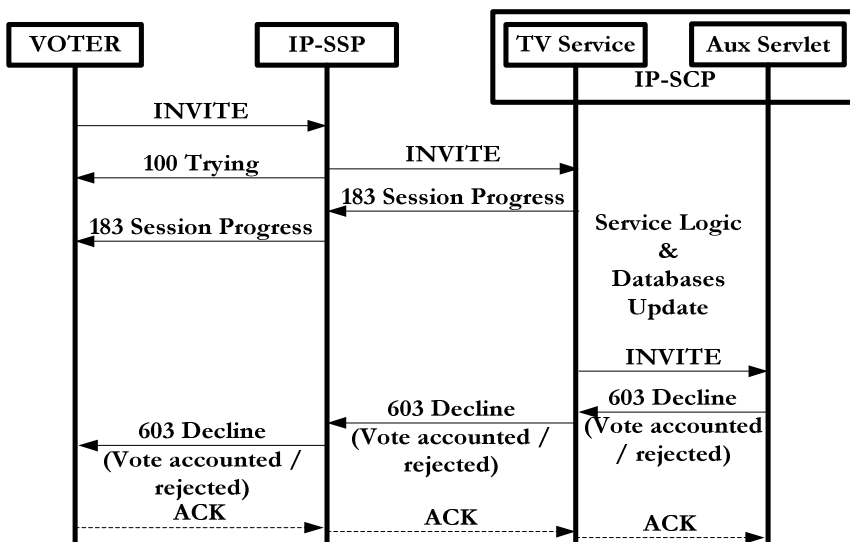 VOTER
IP-SSP
TV Service
Aux Servlet
IP-SCP
INVITE
100 Trying
INVITE
183 Session Progress
183 Session Progress
Service Logic
&
Databases
Update
INVITE
603 Decline
(Vote accounted
/ rejected)
603 Decline
(Vote accounted /
rejected)
603 Decline
(Vote accounted /
rejected)
ACK
ACK
ACK